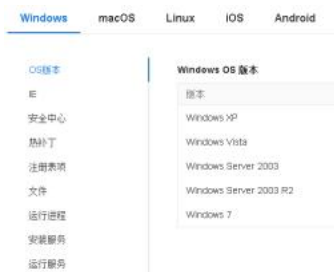 Windows macOS Linux iOS Android
OS版本
IE
安全中心
热补丁
注册表项
文件
运行进程
安装服务
运行服务
Windows OS 版本
版本
Windows XP
Windows Vista
Windows Server 2003
Windows Server 2003 R2
Windows 7